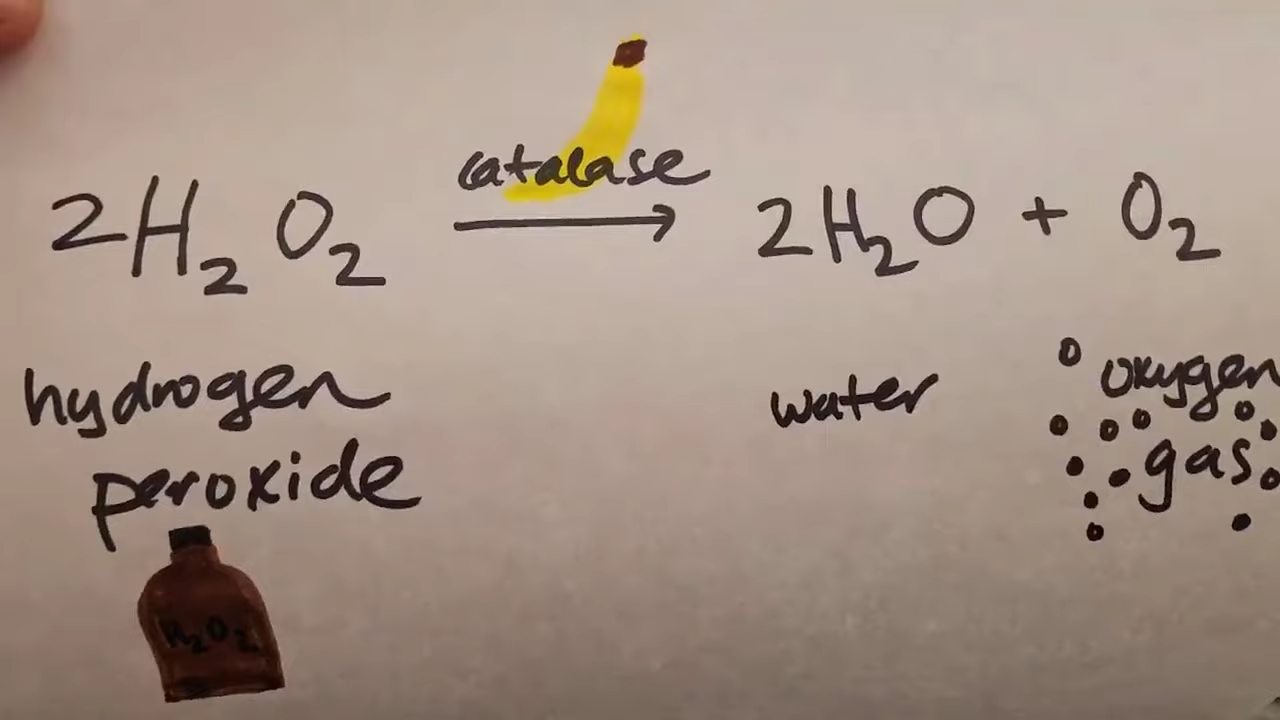 catalase
2H₂O₂ → 2H₂O + O₂
hydrogen
peroxide
water
oxygen
gas
H₂O₂